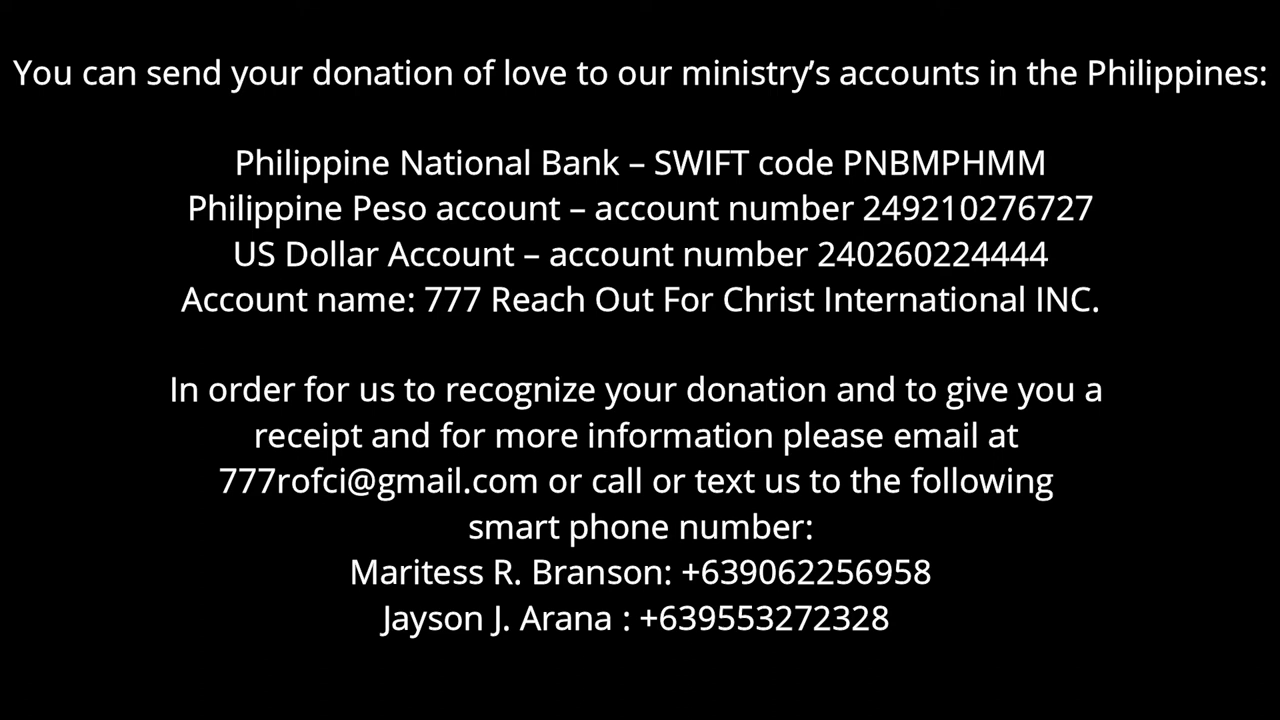 You can send your donation of love to our ministry’s accounts in the Philippines:
Philippine National Bank – SWIFT code PNBMPHMM
Philippine Peso account – account number 249210276727
US Dollar Account – account number 240260224444
Account name: 777 Reach Out For Christ International INC.
In order for us to recognize your donation and to give you a
receipt and for more information please email at
777rofci@gmail.com or call or text us to the following
smart phone number:
Maritess R. Branson: +639062256958
Jayson J. Arana : +639553272328